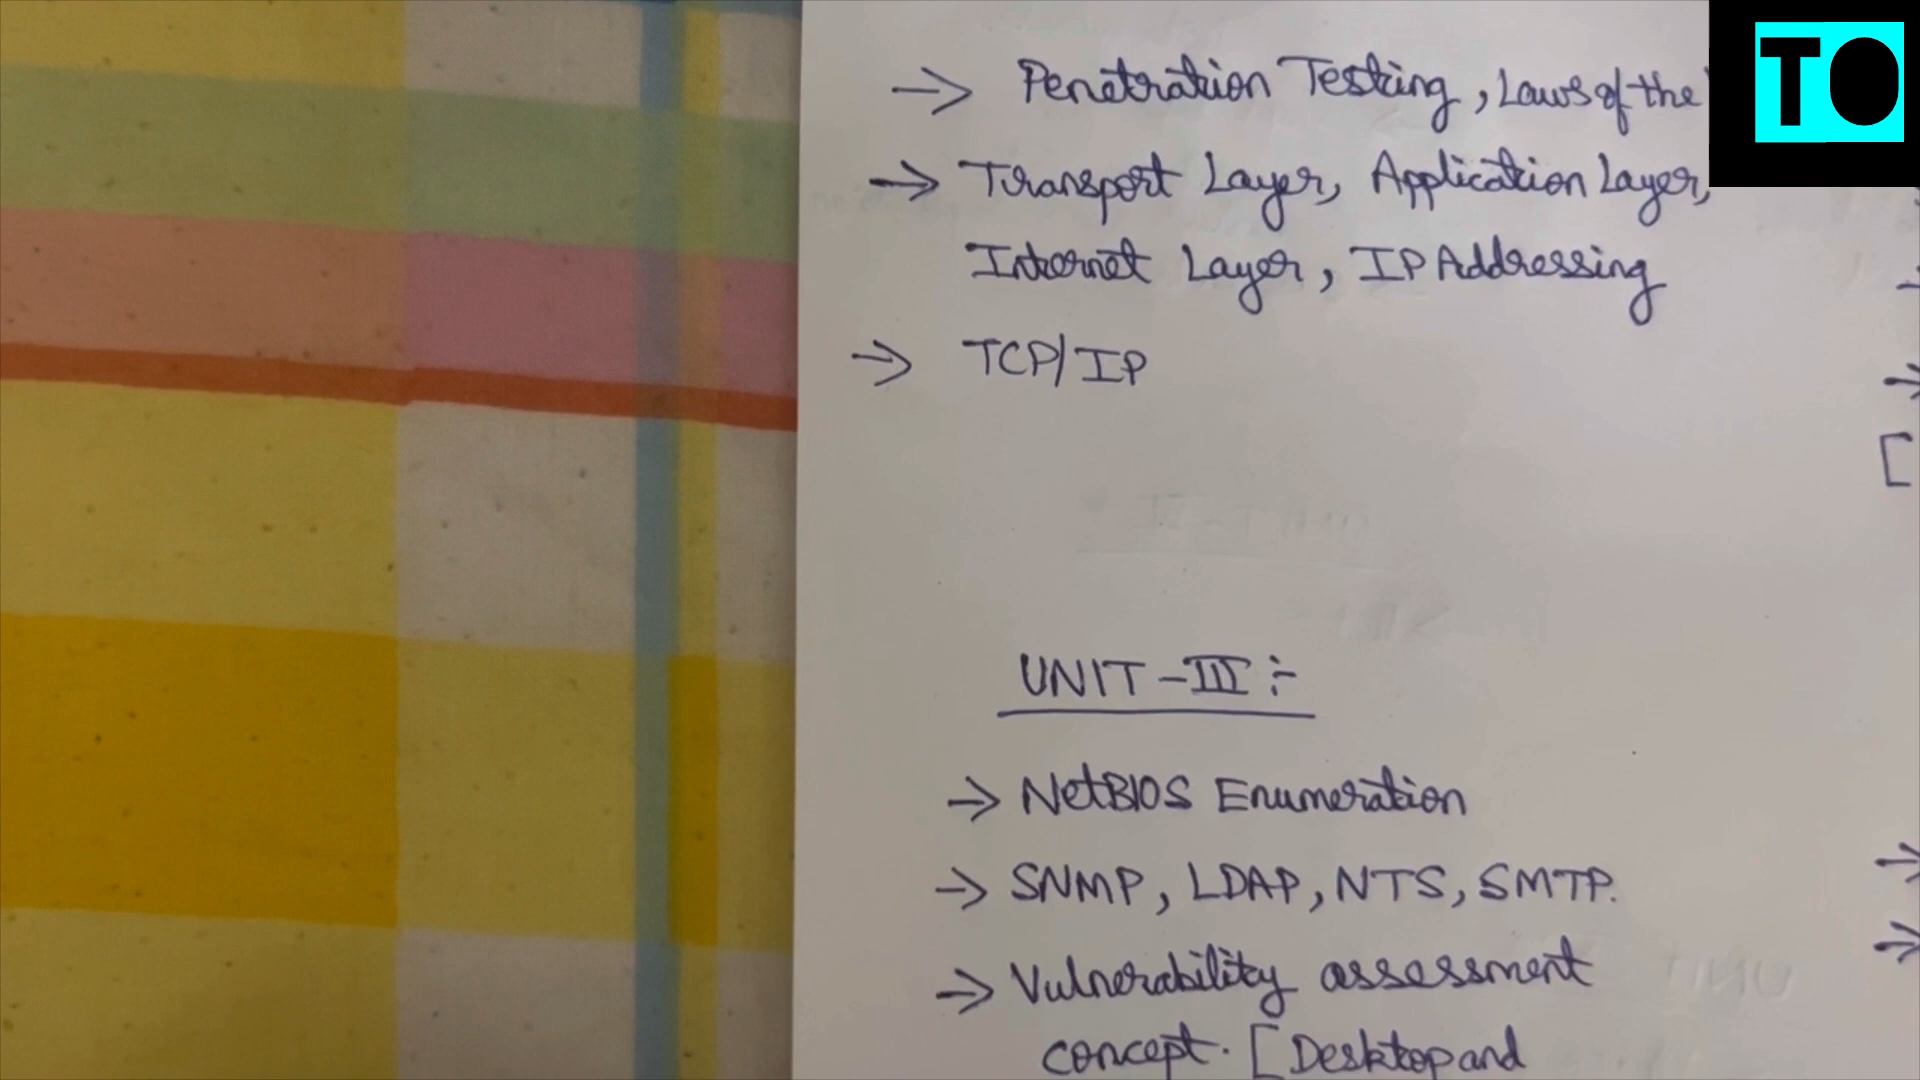 TO
→ Penetration Testing, Laws of the
→ Transport Layer, Application Layer,
Internet Layer, IP Addressing
→ TCP/IP
UNIT-III :-
→ NetBIOS Enumeration
→ SNMP, LDAP, NTS, SMTP.
→ Vulnerability assessment
concept. [Desktop and